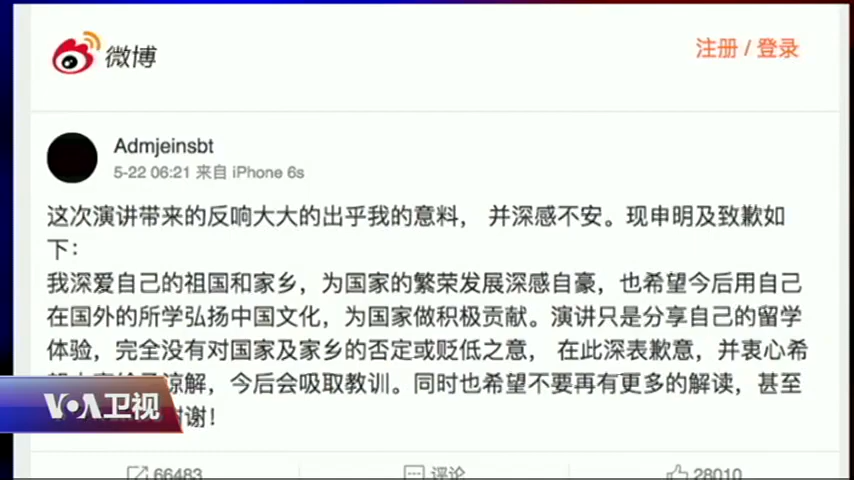 微博
注册 / 登录
Admjeinsbt
5-22 06:21 来自 iPhone 6s
这次演讲带来的反响大大的出乎我的意料， 并深感不安。现申明及致歉如
下：
我深爱自己的祖国和家乡，为国家的繁荣发展深感自豪，也希望今后用自己
在国外的所学弘扬中国文化，为国家做积极贡献。演讲只是分享自己的留学
体验，完全没有对国家及家乡的否定或贬低之意， 在此深表歉意，并衷心希
谅解，今后会吸取教训。同时也希望不要再有更多的解读，甚至
谢！
VOA卫视
66483
评论
28010